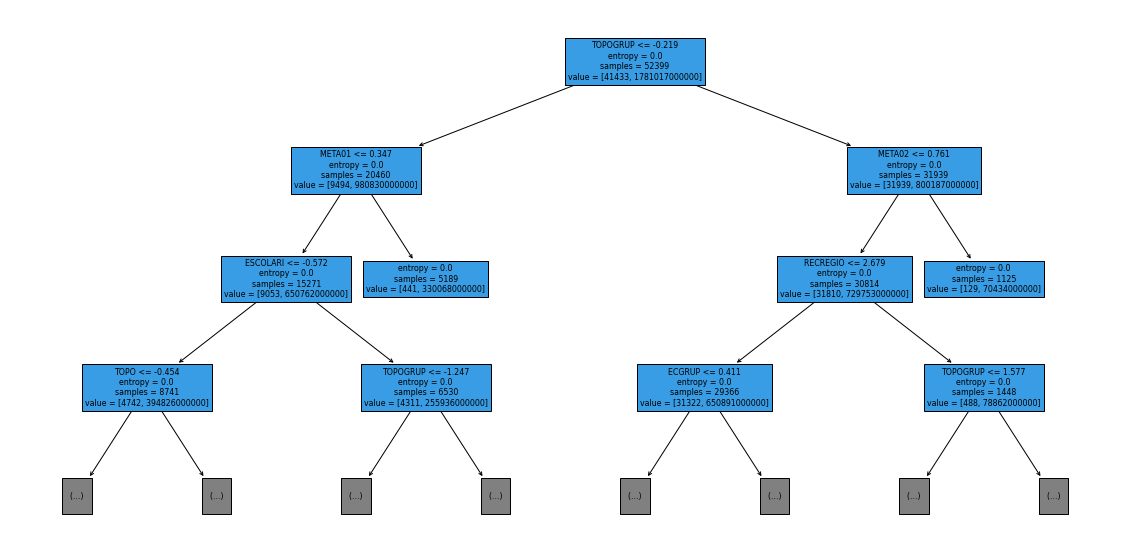 TOPOGRUP <= -0.219
entropy = 0.0
samples = 52399
value = [41433, 1781017000000]
META01 <= 0.347
entropy = 0.0
samples = 20460
value = [9494, 980830000000]
META02 <= 0.761
entropy = 0.0
samples = 31939
value = [31939, 800187000000]
ESCOLARI <= -0.572
entropy = 0.0
samples = 15271
value = [9053, 650762000000]
entropy = 0.0
samples = 5189
value = [441, 330068000000]
RECREGIO <= 2.679
entropy = 0.0
samples = 30814
value = [31810, 729753000000]
entropy = 0.0
samples = 1125
value = [129, 70434000000]
TOPO <= -0.454
entropy = 0.0
samples = 8741
value = [4742, 394826000000]
TOPOGRUP <= -1.247
entropy = 0.0
samples = 6530
value = [4311, 255936000000]
ECGRUP <= 0.411
entropy = 0.0
samples = 29366
value = [31322, 650891000000]
TOPOGRUP <= 1.577
entropy = 0.0
samples = 1448
value = [488, 78862000000]
(...)
(...)
(...)
(...)
(...)
(...)
(...)
(...)